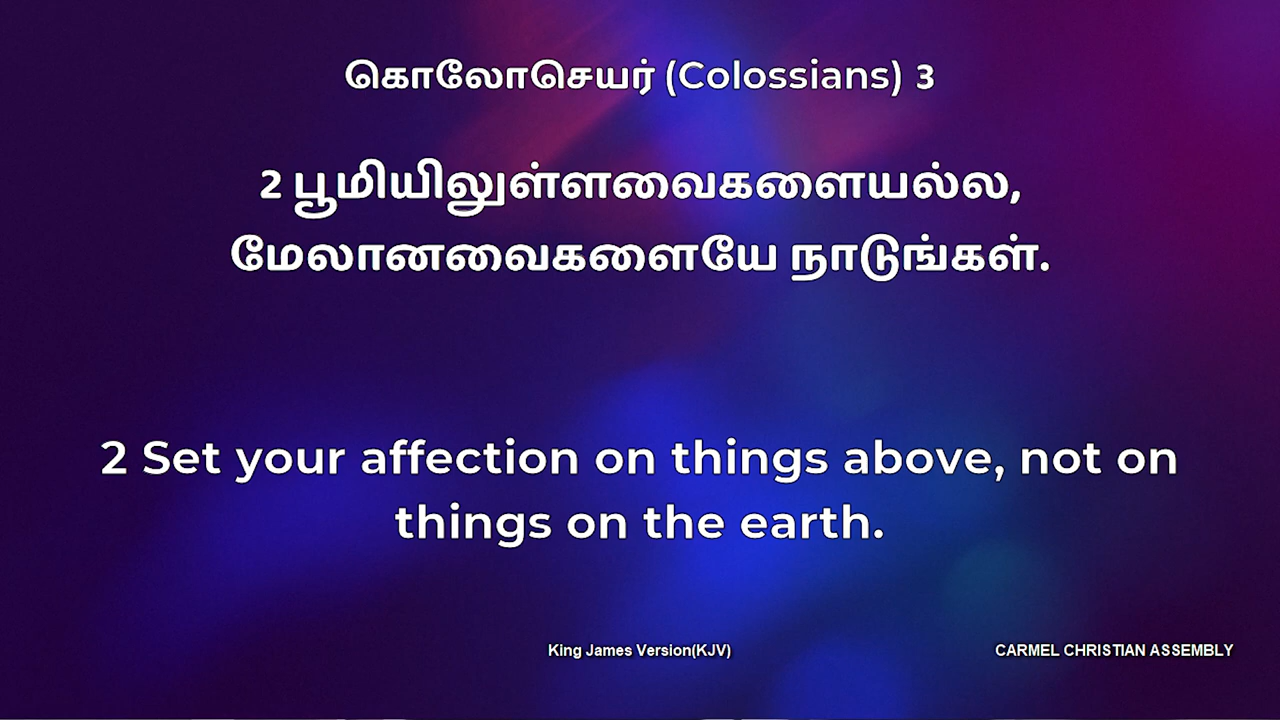 கொலோசெயர் (Colossians) 3
2 பூமியிலுள்ளவைகளையல்ல,
மேலானவைகளையே நாடுங்கள்.
2 Set your affection on things above, not on
things on the earth.
King James Version(KJV)
CARMEL CHRISTIAN ASSEMBLY